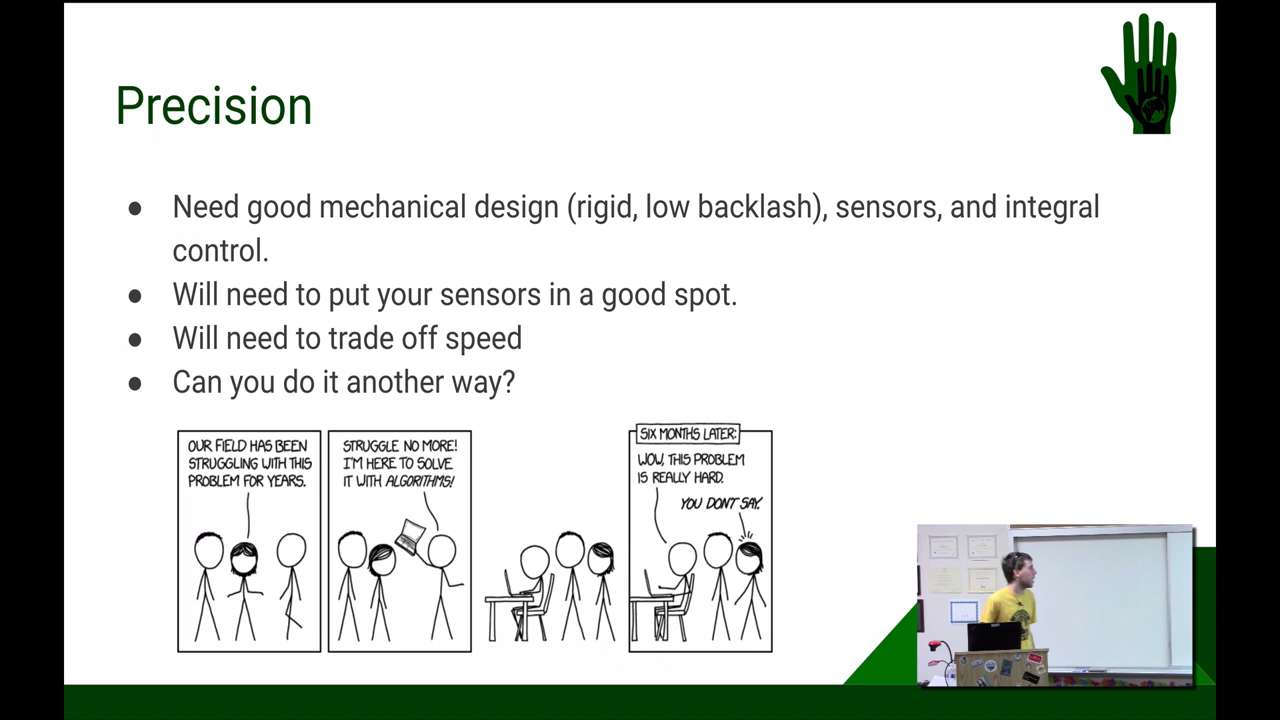 Precision
● Need good mechanical design (rigid, low backlash), sensors, and integral
control.
● Will need to put your sensors in a good spot.
● Will need to trade off speed
● Can you do it another way?
OUR FIELD HAS BEEN
STRUGGLING WITH THIS
PROBLEM FOR YEARS.
STRUGGLE NO MORE!
I'M HERE TO SOLVE
IT WITH ALGORITHMS!
SIX MONTHS LATER:
WOW, THIS PROBLEM
IS REALLY HARD.
YOU DON'T SAY.